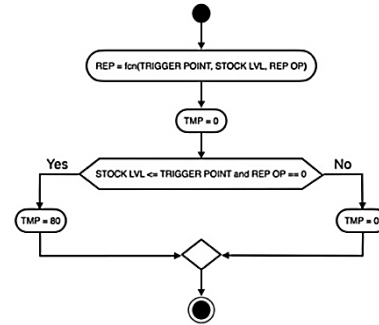 REP = fcn(TRIGGER POINT, STOCK LVL, REP OP)
TMP = 0
Yes
STOCK LVL <= TRIGGER POINT and REP OP == 0
No
TMP = 80
TMP = 0